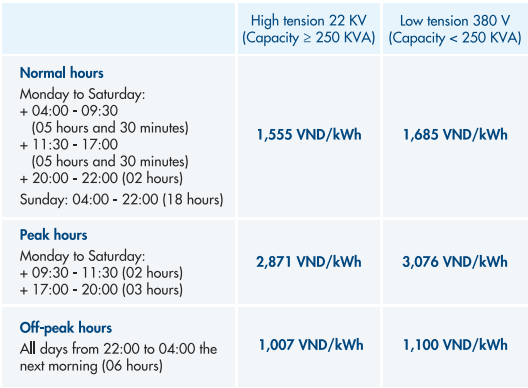 High tension 22 KV
(Capacity ≥ 250 KVA)
Low tension 380 V
(Capacity < 250 KVA)
Normal hours
Monday to Saturday:
+ 04:00 - 09:30
(05 hours and 30 minutes)
+ 11:30 - 17:00
(05 hours and 30 minutes)
+ 20:00 - 22:00 (02 hours)
Sunday: 04:00 - 22:00 (18 hours)
1,555 VND/kWh
1,685 VND/kWh
Peak hours
Monday to Saturday:
+ 09:30 - 11:30 (02 hours)
+ 17:00 - 20:00 (03 hours)
2,871 VND/kWh
3,076 VND/kWh
Off-peak hours
All days from 22:00 to 04:00 the
next morning (06 hours)
1,007 VND/kWh
1,100 VND/kWh